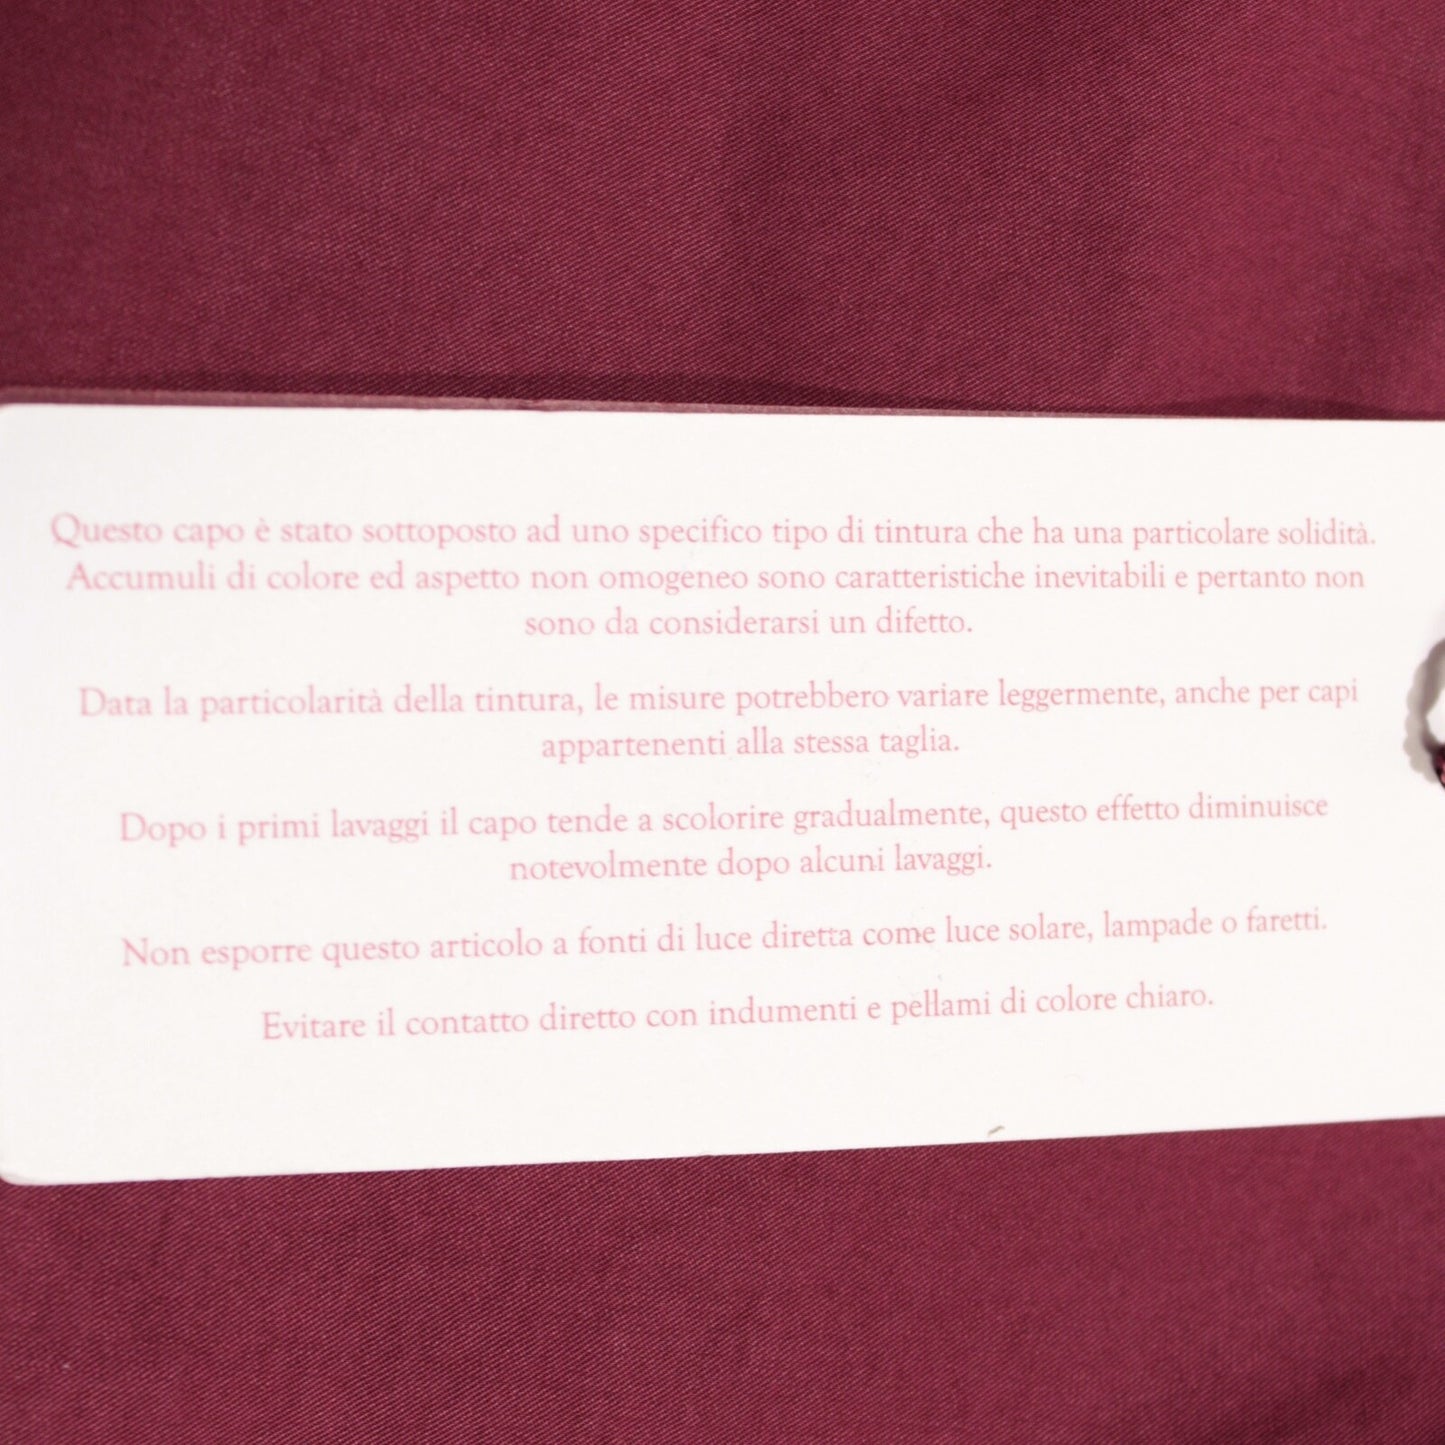 Questo capo è stato sottoposto ad uno specifico tipo di tintura che ha una particolare solidità.
Accumuli di colore ed aspetto non omogeneo sono caratteristiche inevitabili e pertanto non
sono da considerarsi un difetto.
Data la particolarità della tintura, le misure potrebbero variare leggermente, anche per capi
appartenenti alla stessa taglia.
Dopo i primi lavaggi il capo tende a scolorire gradualmente, questo effetto diminuisce
notevolmente dopo alcuni lavaggi.
Non esporre questo articolo a fonti di luce diretta come luce solare, lampade o faretti.
Evitare il contatto diretto con indumenti e pellami di colore chiaro.